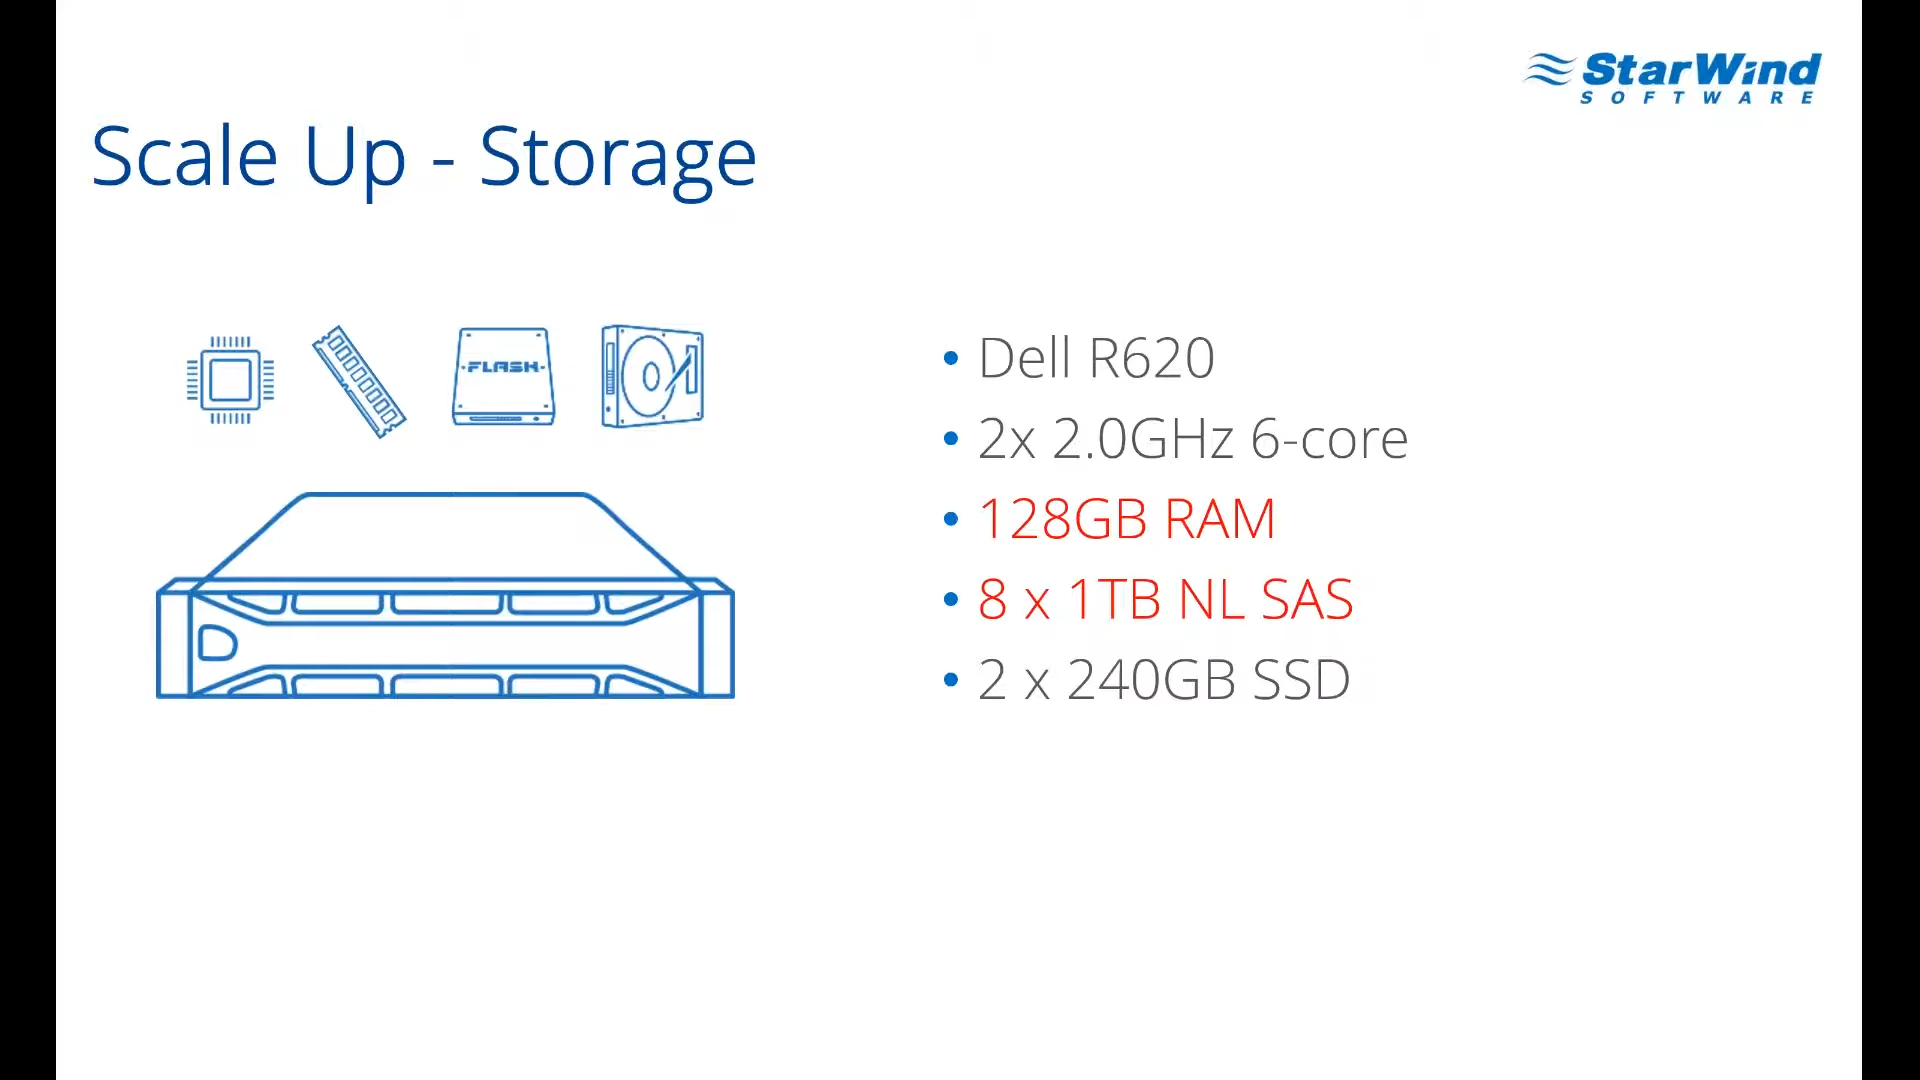 StarWind
SOFTWARE
Scale Up - Storage
FLASH
• Dell R620
• 2x 2.0GHz 6-core
• 128GB RAM
• 8 x 1TB NL SAS
• 2 x 240GB SSD